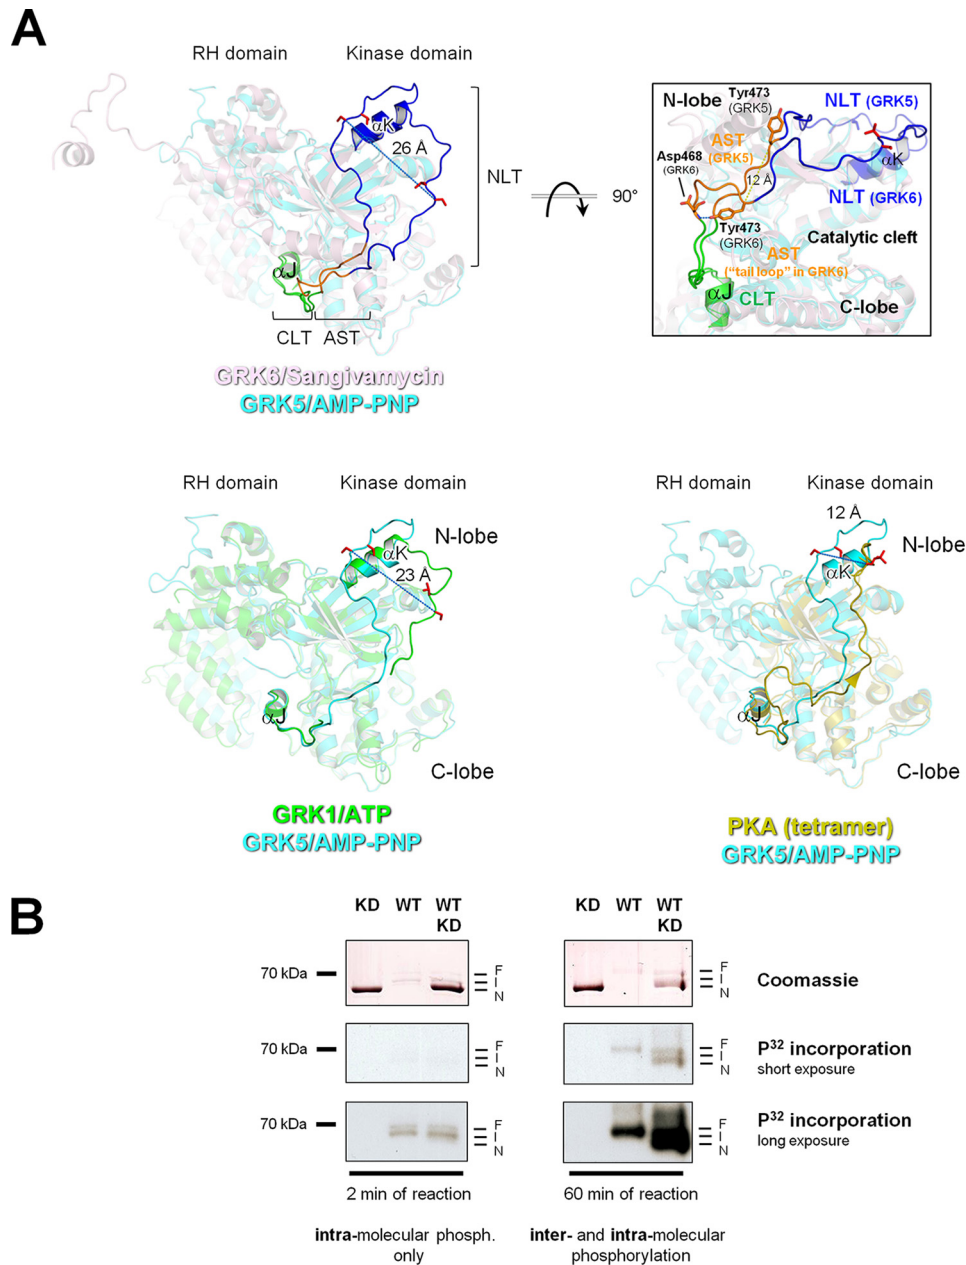 A
RH domain
Kinase domain
αK
26 Å
NLT
αJ
CLT
AST
GRK6/Sangivamycin
GRK5/AMP-PNP
90°
N-lobe
Tyr473
(GRK5)
NLT (GRK5)
AST
(GRK5)
αK
Asp468
(GRK6)
12 Å
NLT (GRK6)
Tyr473
(GRK6)
Catalytic cleft
AST
("tail loop" in GRK6)
αJ
CLT
C-lobe
RH domain
Kinase domain
N-lobe
αK
23 Å
αJ
C-lobe
GRK1/ATP
GRK5/AMP-PNP
RH domain
Kinase domain
12 Å
N-lobe
αK
αJ
C-lobe
PKA (tetramer)
GRK5/AMP-PNP
B
KD WT WT
KD
KD WT WT
KD
70 kDa
F
I
N
F
I
N
Coomassie
70 kDa
F
I
N
F
I
N
P32 incorporation
short exposure
70 kDa
F
I
N
F
I
N
P32 incorporation
long exposure
2 min of reaction
60 min of reaction
intra-molecular phosph.
only
inter- and intra-molecular
phosphorylation